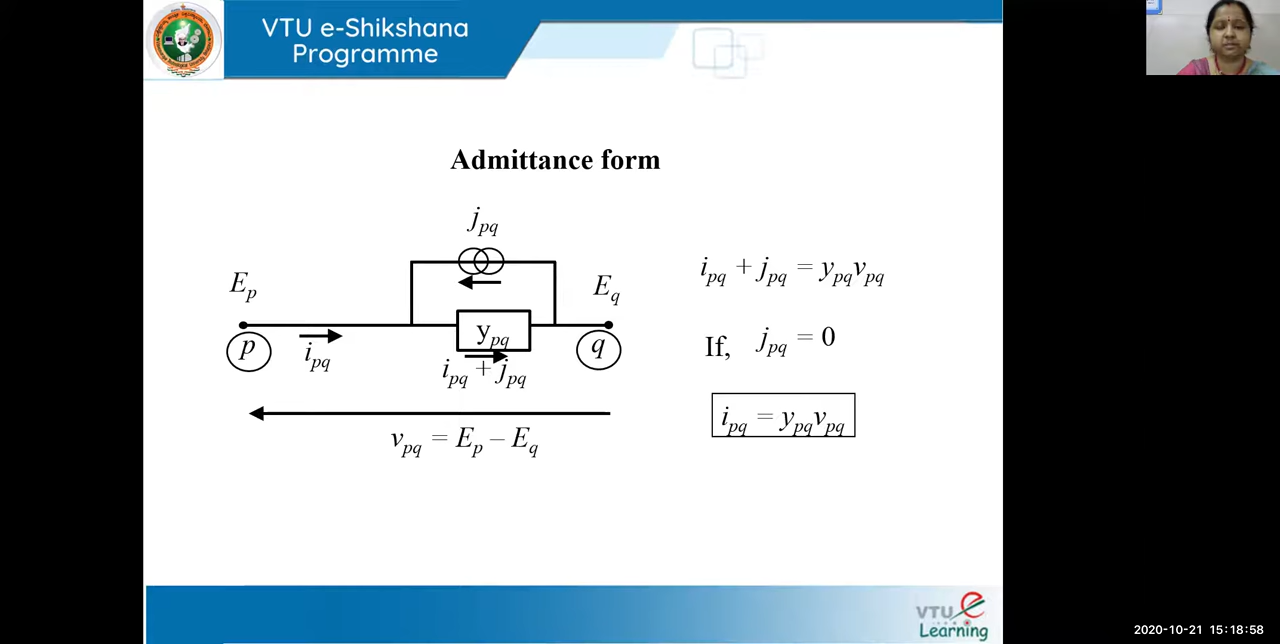 VTU e-Shikshana
Programme
Admittance form
j_pq
E_p
E_q
y_pq
p
q
i_pq
i_pq + j_pq
v_pq = E_p − E_q
i_pq + j_pq = y_pq v_pq
If, j_pq = 0
i_pq = y_pq v_pq
VTU e
Learning
2020-10-21 15:18:58